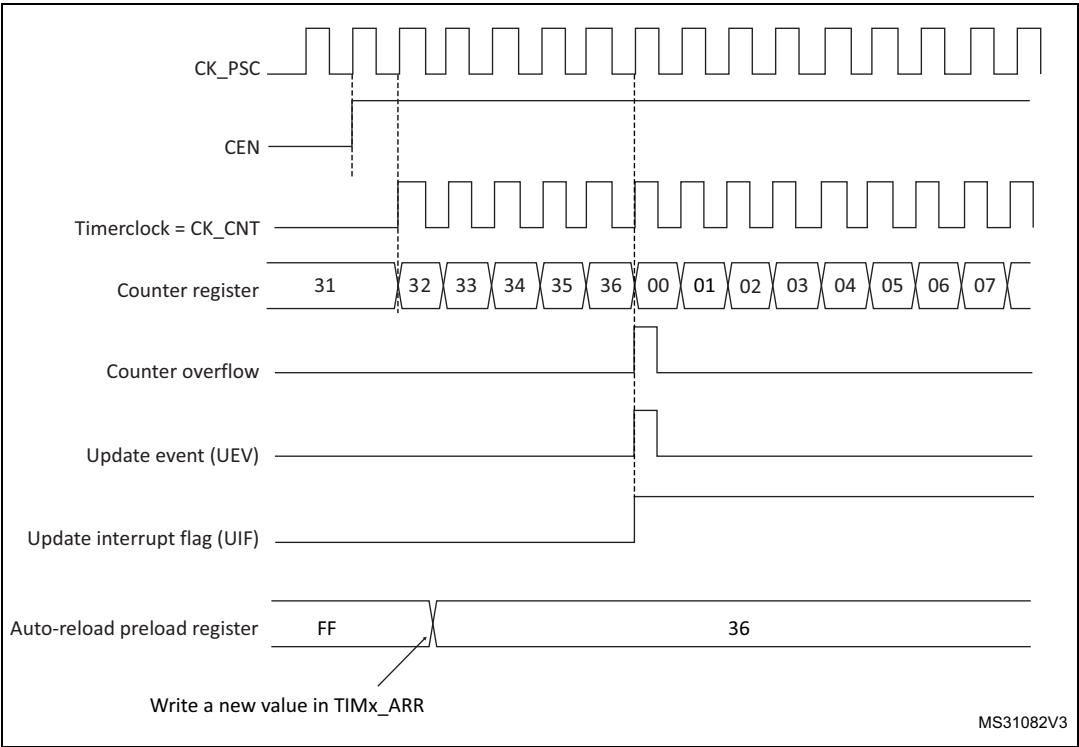 CK_PSC
CEN
Timerclock = CK_CNT
Counter register 31 32 33 34 35 36 00 01 02 03 04 05 06 07
Counter overflow
Update event (UEV)
Update interrupt flag (UIF)
Auto-reload preload register FF 36
Write a new value in TIMx_ARR
MS31082V3